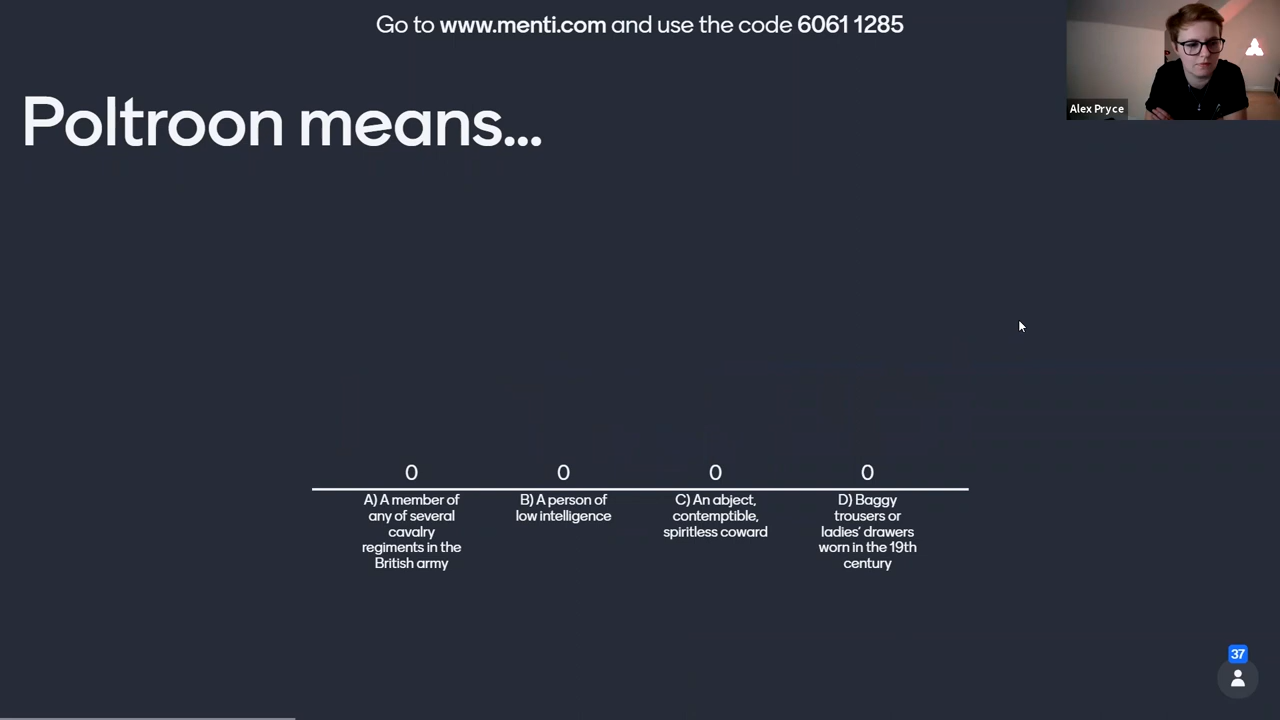 Go to www.menti.com and use the code 6061 1285
Alex Pryce
Poltroon means...
0
0
0
0
A) A member of
any of several
cavalry
regiments in the
British army
B) A person of
low intelligence
C) An abject,
contemptible,
spiritless coward
D) Baggy
trousers or
ladies’ drawers
worn in the 19th
century
37